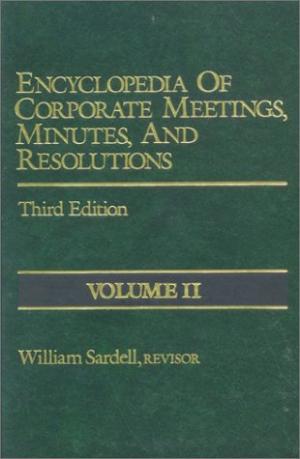 ENCYCLOPEDIA OF
CORPORATE MEETINGS,
MINUTES, AND
RESOLUTIONS
Third Edition
VOLUME II
William Sardell, REVISOR